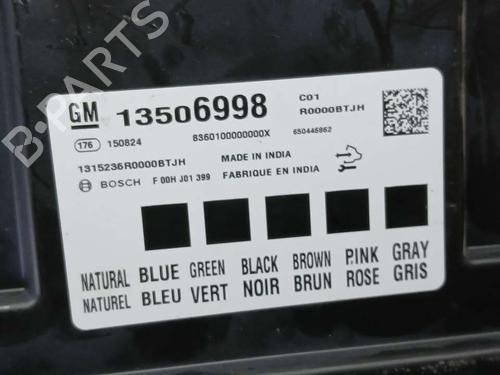 GM 13506998 C01
R0000BTJH
176 150824 8360100000000X 650446862
1315236R0000BTJH MADE IN INDIA
BOSCH F 00H J01 399 FABRIQUE EN INDIA
NATURAL BLUE GREEN BLACK BROWN PINK GRAY
NATUREL BLEU VERT NOIR BRUN ROSE GRIS